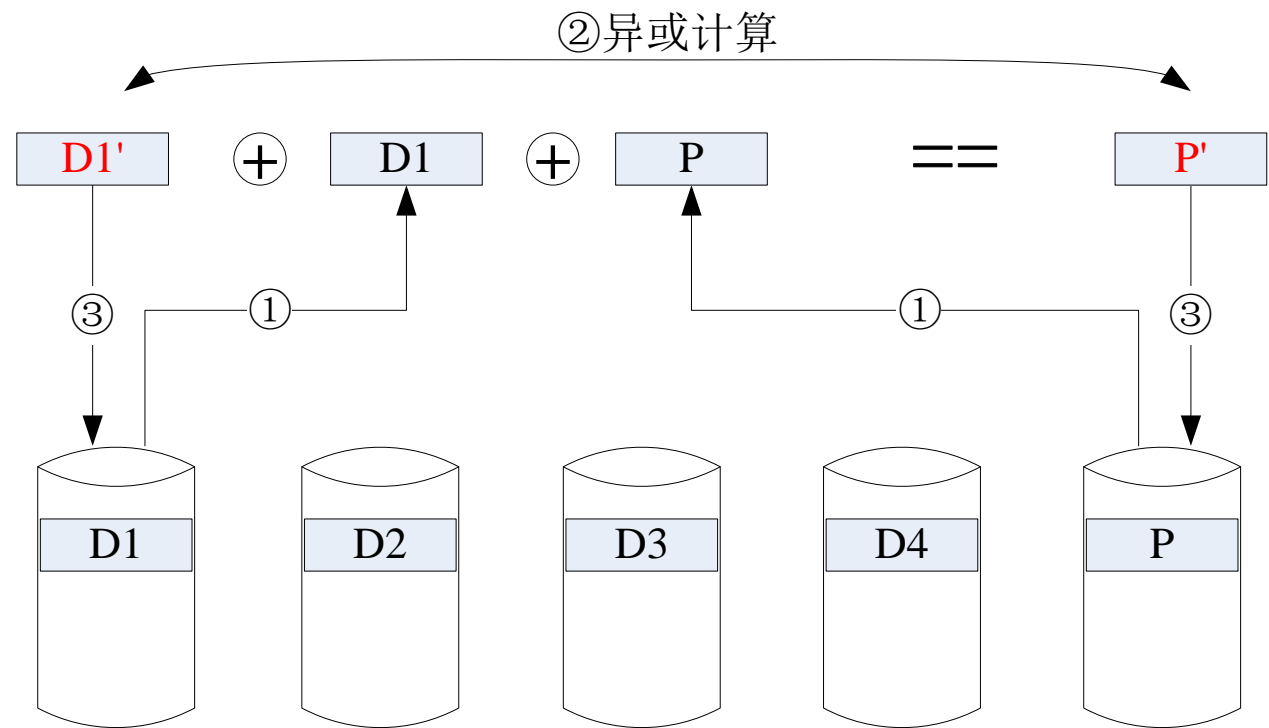 ②异或计算
D1' + D1 + P == P'
③ ① ① ③
D1 D2 D3 D4 P